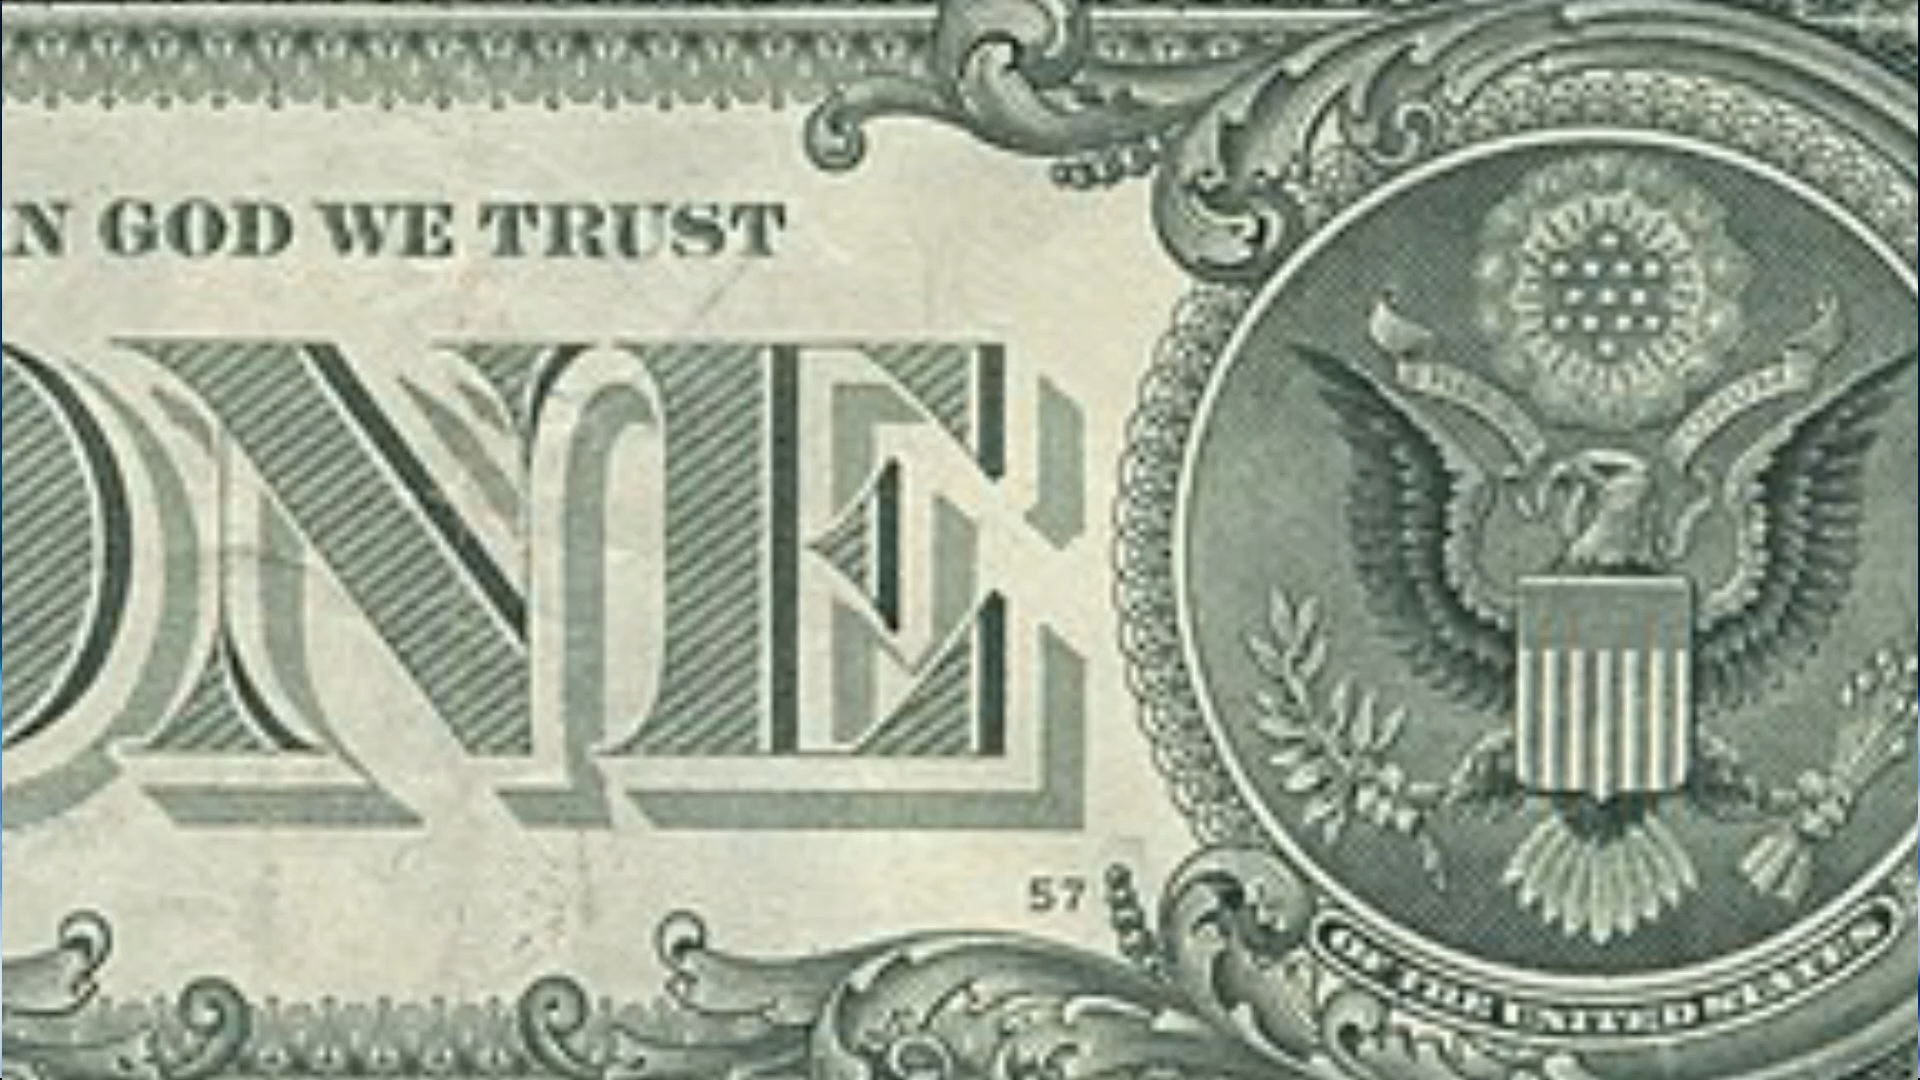 N GOD WE TRUST
ONE
57
OF THE UNITED STATES